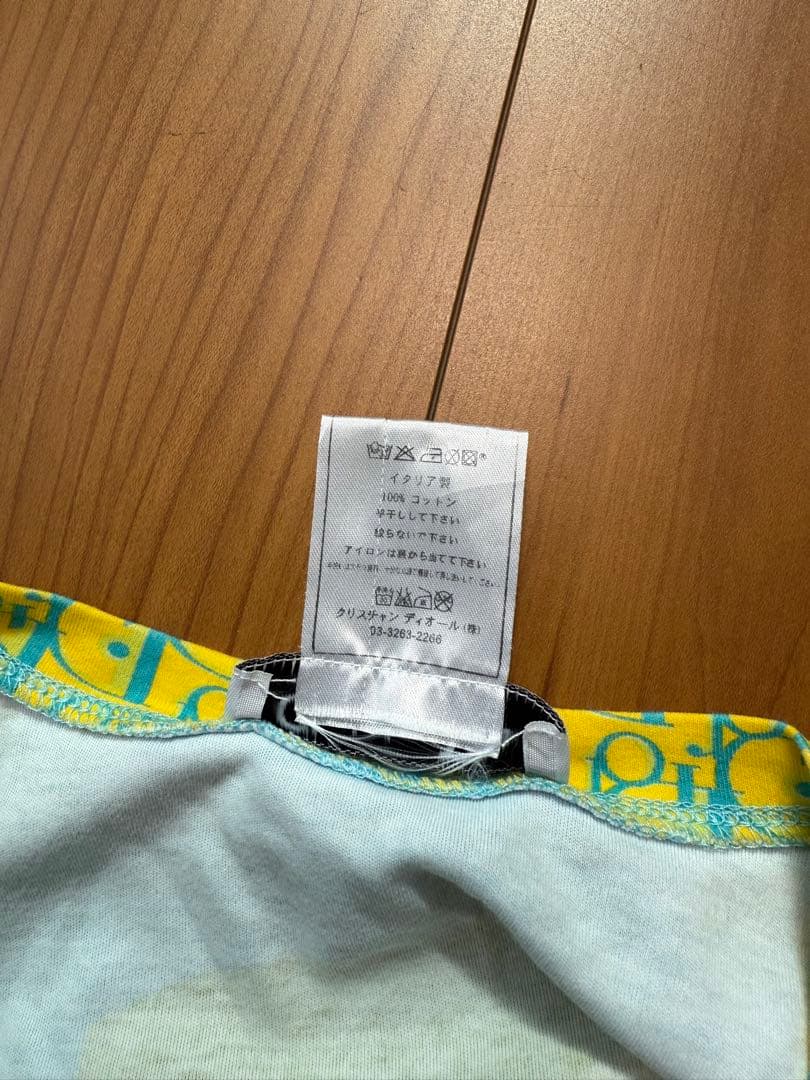 イタリア製
100% コットン
平干しして下さい
絞らないで下さい
アイロンは裏から当てて下さい
クリスチャン ディオール(株)
03-3263-2266